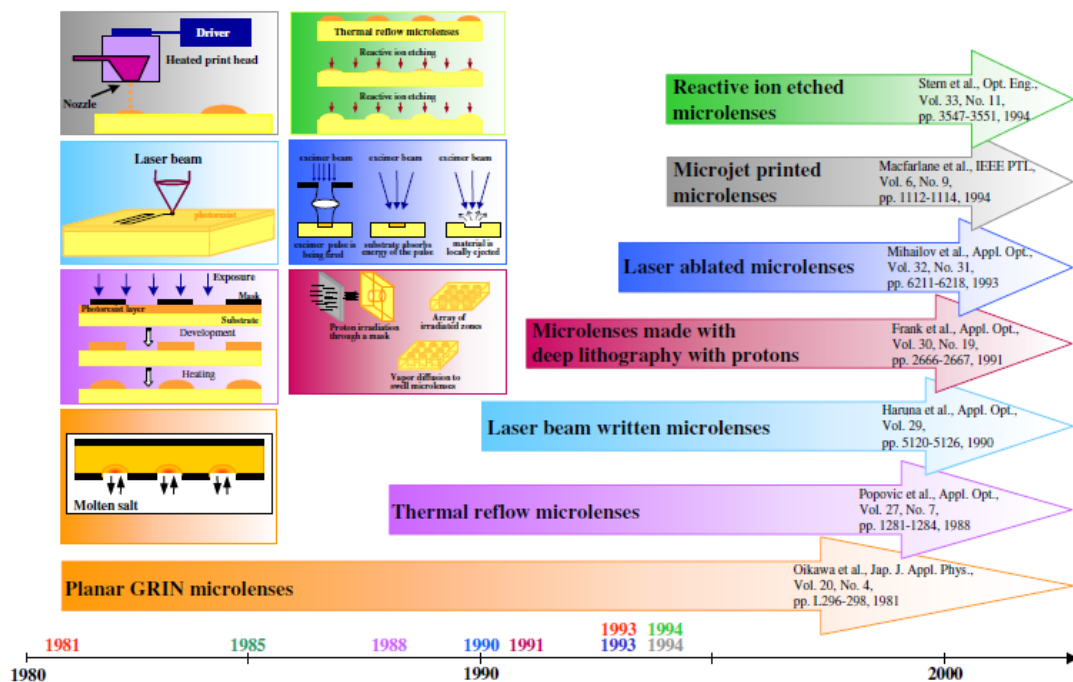 Driver
Heated print head
Nozzle
Thermal reflow microlenses
Reactive ion etching
Reactive ion etching
Laser beam
photoresist
excimer beam
excimer beam
excimer beam
excimer pulse is
being fired
substrate absorbs
energy of the pulse
material is
locally ejected
Exposure
Mask
Photoresist layer
Substrate
Development
Heating
Proton irradiation
through a mask
Array of
irradiated zones
Vapor diffusion to
swell microlenses
Molten salt
Reactive ion etched
microlenses
Stern et al., Opt. Eng.,
Vol. 33, No. 11,
pp. 3547-3551, 1994
Microjet printed
microlenses
Macfarlane et al., IEEE PTL,
Vol. 6, No. 9,
pp. 1112-1114, 1994
Laser ablated microlenses
Mihailov et al., Appl. Opt.,
Vol. 32, No. 31,
pp. 6211-6218, 1993
Microlenses made with
deep lithography with protons
Frank et al., Appl. Opt.,
Vol. 30, No. 19,
pp. 2666-2667, 1991
Laser beam written microlenses
Haruna et al., Appl. Opt.,
Vol. 29,
pp. 5120-5126, 1990
Thermal reflow microlenses
Popovic et al., Appl. Opt.,
Vol. 27, No. 7,
pp. 1281-1284, 1988
Planar GRIN microlenses
Oikawa et al., Jap. J. Appl. Phys.,
Vol. 20, No. 4,
pp. L296-298, 1981
1993 1994
1981 1985 1988 1990 1991 1993 1994
1980 1990 2000